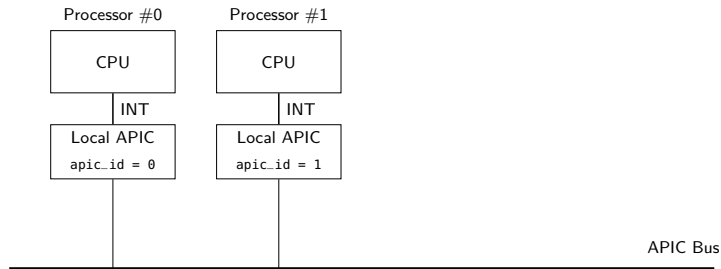 Processor #0
Processor #1
CPU
CPU
INT
INT
Local APIC
apic_id = 0
Local APIC
apic_id = 1
APIC Bus